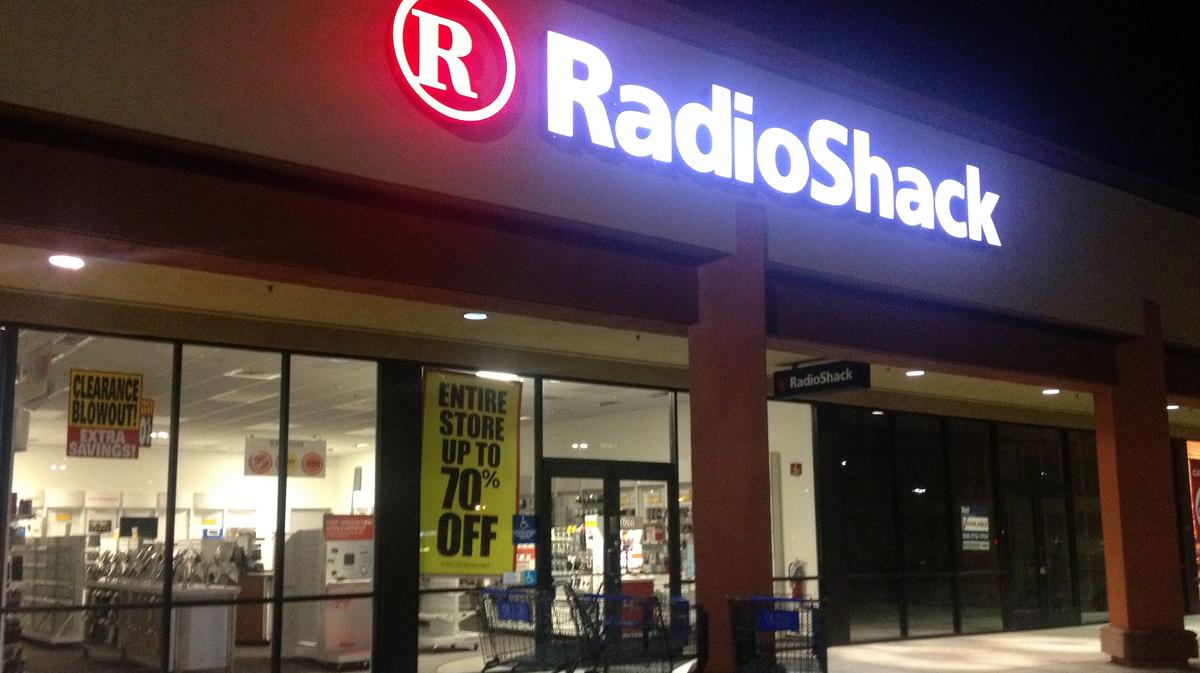 R
RadioShack
RadioShack
CLEARANCE
BLOWOUT!
EXTRA
SAVINGS!
ENTIRE
STORE
UP TO
70%
OFF
AVAILABLE